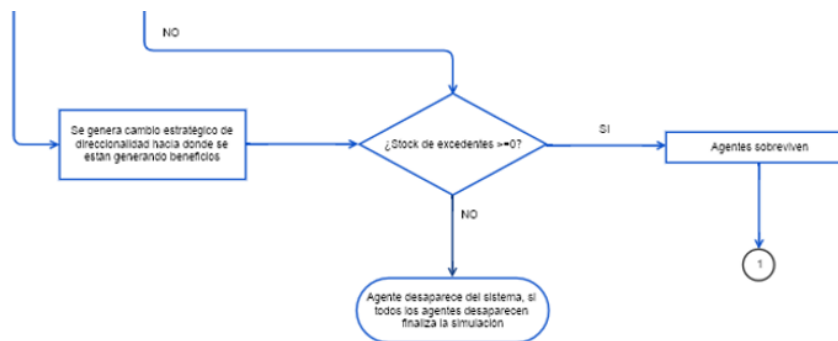 NO
Se genera cambio estratégico de
direccionalidad hacia donde se
están generando beneficios
¿Stock de excedentes >=0?
SI
Agentes sobreviven
NO
1
Agente desaparece del sistema, si
todos los agentes desaparecen
finaliza la simulación